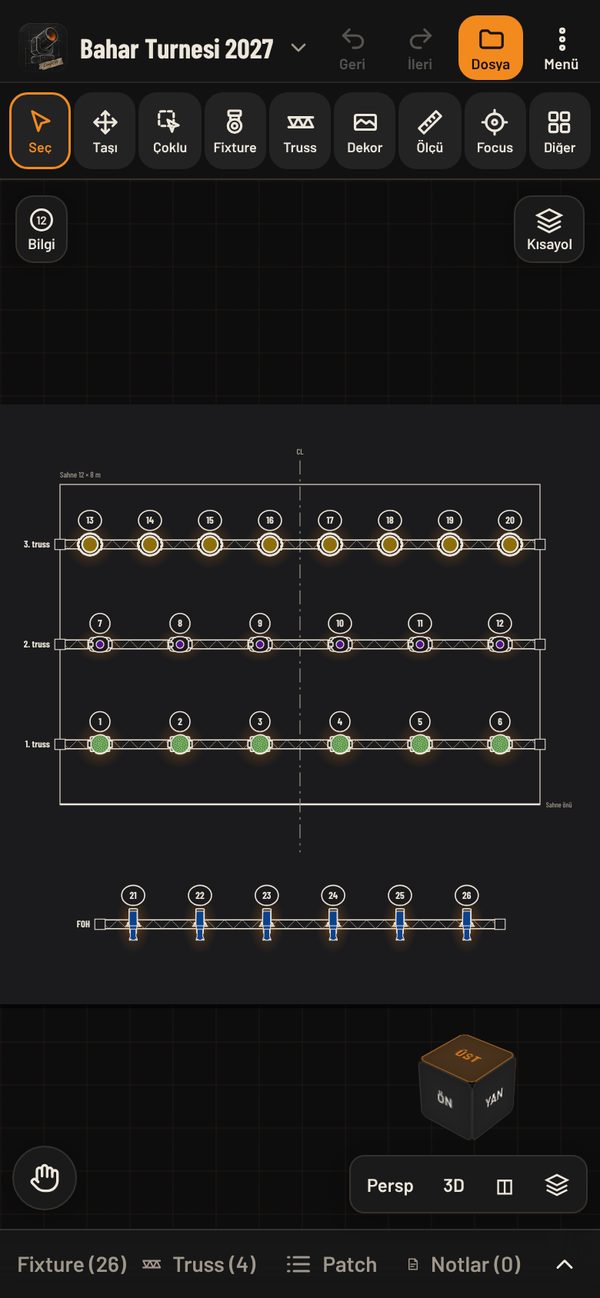 Bahar Turnesi 2027
Geri
İleri
Dosya
Menü
Seç
Taşı
Çoklu
Fixture
Truss
Dekor
Ölçü
Focus
Diğer
12
Bilgi
Kısayol
CL
Sahne 12 × 8 m
13 14 15 16 17 18 19 20
3. truss
7 8 9 10 11 12
2. truss
1 2 3 4 5 6
1. truss
Sahne önü
21 22 23 24 25 26
FOH
ÜST
ÖN
YAN
Persp
3D
Fixture (26)
Truss (4)
Patch
Notlar (0)